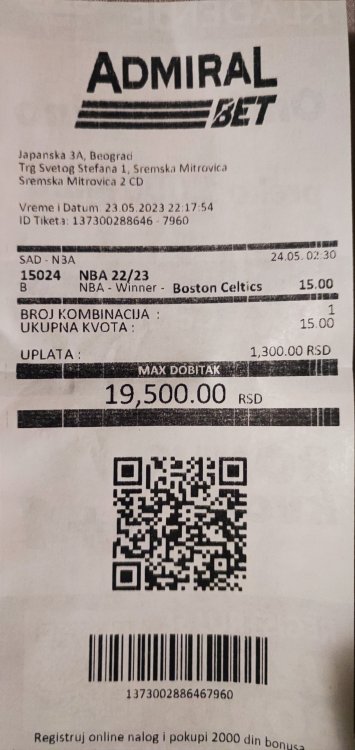 ADMIRAL
BET
Japanska 3A, Beograd
Trg Svetog Stefana 1, Sremska Mitrovica
Sremska Mitrovica 2 CD
Vreme i Datum: 23.05.2023 22:17:54
ID Tiketa: 137300288646 - 7960
SAD - N3A 24.05. 02:30
15024 NBA 22/23
B NBA - Winner - Boston Celtics 15.00
BROJ KOMBINACIJA : 1
UKUPNA KVOTA : 15.00
UPLATA : 1,300.00 RSD
MAX DOBITAK
19,500.00 RSD
1373002886467960
Registruj online nalog i pokupi 2000 din bonusa